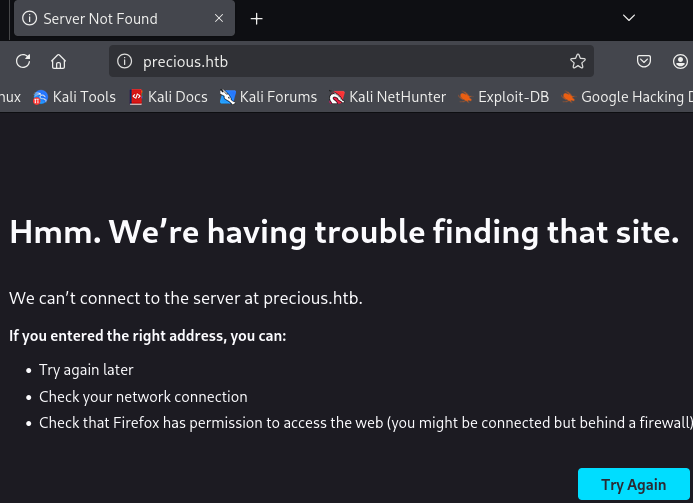 Server Not Found
precious.htb
nux Kali Tools Kali Docs Kali Forums Kali NetHunter Exploit-DB Google Hacking D
Hmm. We’re having trouble finding that site.
We can’t connect to the server at precious.htb.
If you entered the right address, you can:
• Try again later
• Check your network connection
• Check that Firefox has permission to access the web (you might be connected but behind a firewall)
Try Again